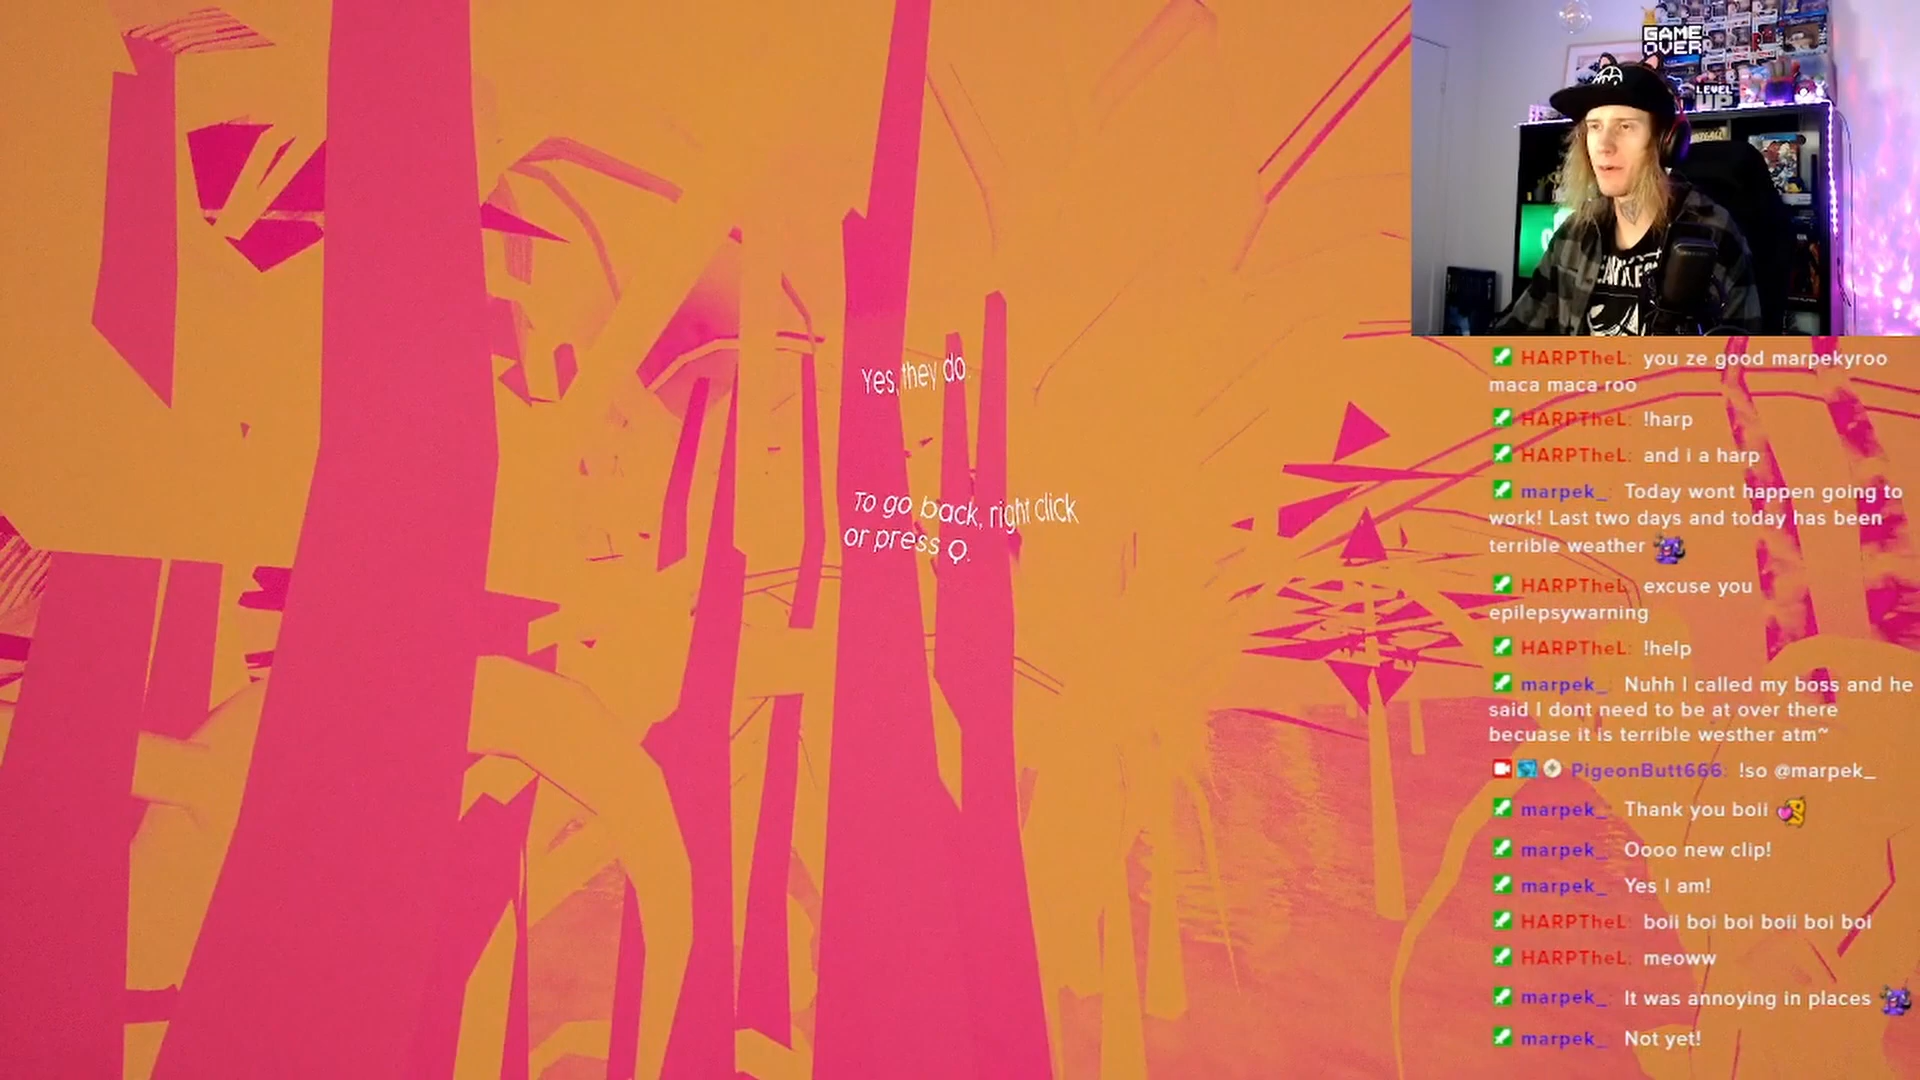 GAME
OVER
LEVEL
UP
Yes, they do.
To go back, right click
or press Q.
HARPTheL: you ze good marpekyroo
maca maca roo
HARPTheL: !harp
HARPTheL: and i a harp
marpek_: Today wont happen going to
work! Last two days and today has been
terrible weather
HARPTheL: excuse you
epilepsywarning
HARPTheL: !help
marpek_: Nuhh I called my boss and he
said I dont need to be at over there
becuase it is terrible westher atm~
PigeonButt666: !so @marpek_
marpek_: Thank you boii
marpek_: Oooo new clip!
marpek_: Yes I am!
HARPTheL: boii boi boi boii boi boi
HARPTheL: meoww
marpek_: It was annoying in places
marpek_: Not yet!